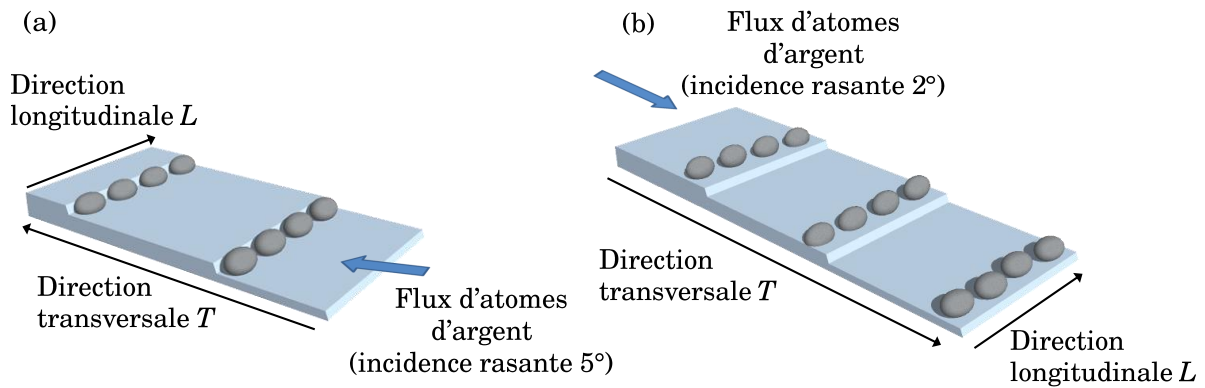 (a)
Direction
longitudinale L
Direction
transversale T
Flux d'atomes
d'argent
(incidence rasante 5°)
(b)
Flux d'atomes
d'argent
(incidence rasante 2°)
Direction
transversale T
Direction
longitudinale L